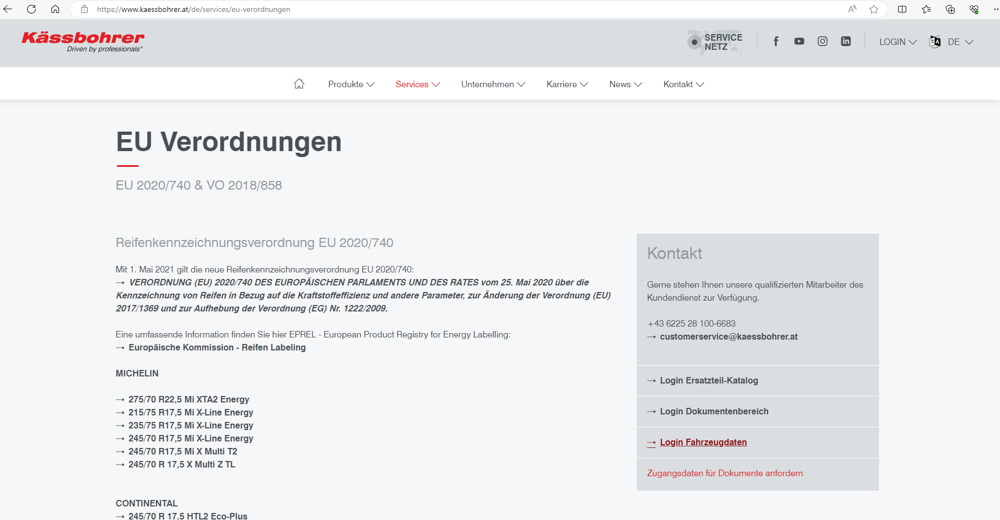 https://www.kaessbohrer.at/de/services/eu-verordnungen
Kässbohrer
Driven by professionals®
SERVICE
NETZ
LOGIN
DE
Produkte
Services
Unternehmen
Karriere
News
Kontakt
EU Verordnungen
EU 2020/740 & VO 2018/858
Reifenkennzeichnungsverordnung EU 2020/740
Mit 1. Mai 2021 gilt die neue Reifenkennzeichnungsverordnung EU 2020/740:
→ VERORDNUNG (EU) 2020/740 DES EUROPÄISCHEN PARLAMENTS UND DES RATES vom 25. Mai 2020 über die
Kennzeichnung von Reifen in Bezug auf die Kraftstoffeffizienz und andere Parameter, zur Änderung der Verordnung (EU)
2017/1369 und zur Aufhebung der Verordnung (EG) Nr. 1222/2009.
Eine umfassende Information finden Sie hier EPREL - European Product Registry for Energy Labelling:
→ Europäische Kommission - Reifen Labeling
MICHELIN
→ 275/70 R22,5 Mi XTA2 Energy
→ 215/75 R17,5 Mi X-Line Energy
→ 235/75 R17,5 Mi X-Line Energy
→ 245/70 R17,5 Mi X-Line Energy
→ 245/70 R17,5 Mi X Multi T2
→ 245/70 R 17,5 X Multi Z TL
CONTINENTAL
→ 245/70 R 17,5 HTL2 Eco-Plus
Kontakt
Gerne stehen Ihnen unsere qualifizierten Mitarbeiter des
Kundendienst zur Verfügung.
+43 6225 28 100-6683
→ customerservice@kaessbohrer.at
→ Login Ersatzteil-Katalog
→ Login Dokumentenbereich
→ Login Fahrzeugdaten
Zugangsdaten für Dokumente anfordern